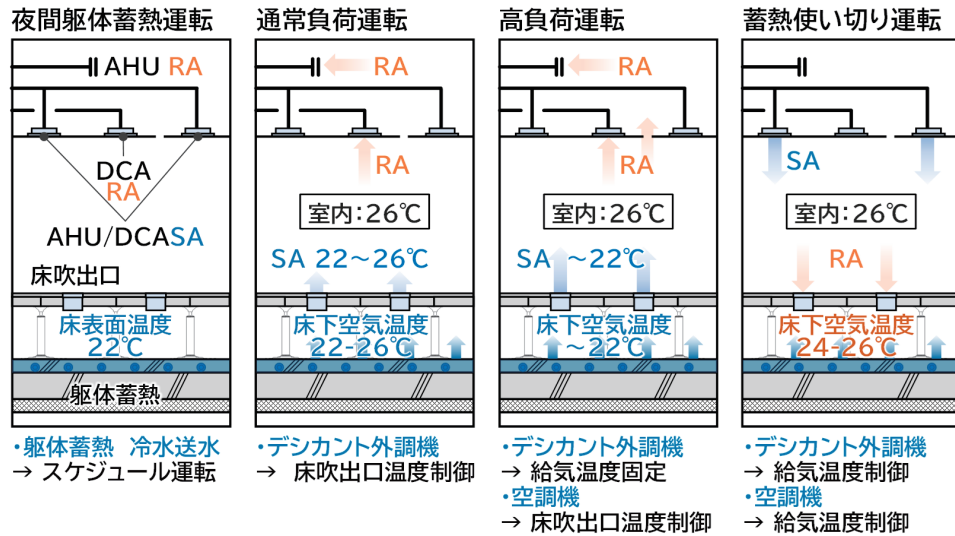 夜間躯体蓄熱運転
AHU RA
DCA
RA
AHU/DCASA
床吹出口
床表面温度
22℃
躯体蓄熱
・躯体蓄熱 冷水送水
→ スケジュール運転
通常負荷運転
RA
RA
室内：26℃
SA 22～26℃
床下空気温度
22-26℃
・デシカント外調機
→ 床吹出口温度制御
高負荷運転
RA
RA
室内：26℃
SA ～22℃
床下空気温度
～22℃
・デシカント外調機
→ 給気温度固定
・空調機
→ 床吹出口温度制御
蓄熱使い切り運転
SA
室内：26℃
RA
床下空気温度
24-26℃
・デシカント外調機
→ 給気温度制御
・空調機
→ 給気温度制御